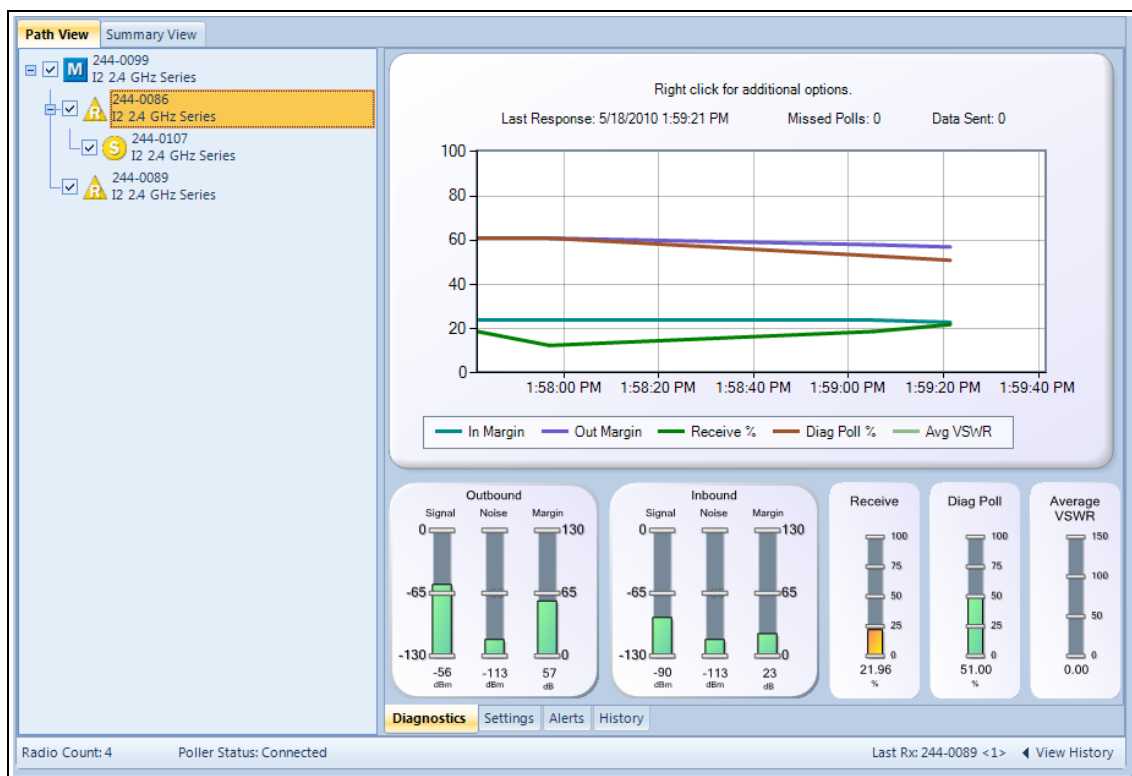 Path View Summary View
M 244-0099
I2 2.4 GHz Series
R 244-0086
I2 2.4 GHz Series
S 244-0107
I2 2.4 GHz Series
R 244-0089
I2 2.4 GHz Series
Right click for additional options.
Last Response: 5/18/2010 1:59:21 PM Missed Polls: 0 Data Sent: 0
100
80
60
40
20
0
1:58:00 PM 1:58:20 PM 1:58:40 PM 1:59:00 PM 1:59:20 PM 1:59:40 PM
In Margin Out Margin Receive % Diag Poll % Avg VSWR
Outbound
Signal Noise Margin
0 130
-65 65
-130 0
-56 -113 57
dBm dBm dB
Inbound
Signal Noise Margin
0 130
-65 65
-130 0
-90 -113 23
dBm dBm dB
Receive
100
75
50
25
0
21.96
%
Diag Poll
100
75
50
25
0
51.00
%
Average
VSWR
150
100
50
0
0.00
Diagnostics Settings Alerts History
Radio Count: 4 Poller Status: Connected Last Rx: 244-0089 <1> View History